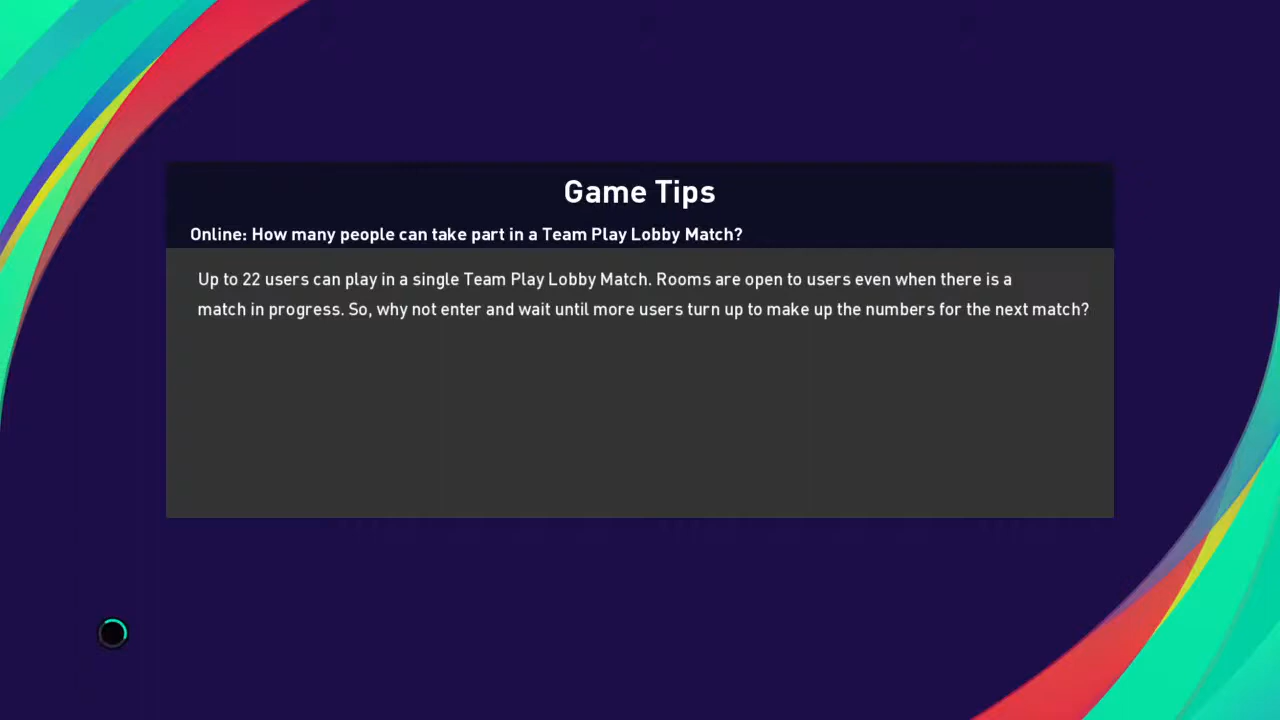 Game Tips
Online: How many people can take part in a Team Play Lobby Match?
Up to 22 users can play in a single Team Play Lobby Match. Rooms are open to users even when there is a
match in progress. So, why not enter and wait until more users turn up to make up the numbers for the next match?